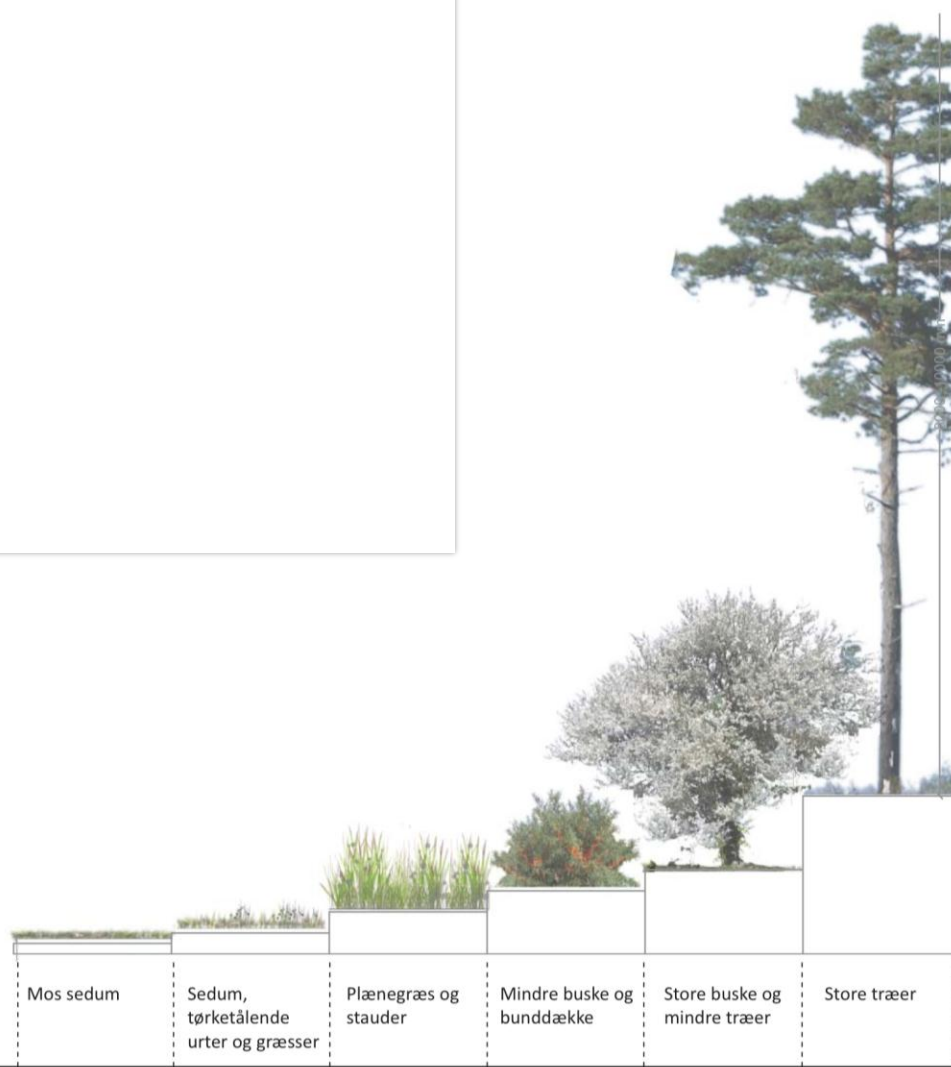 Mos sedum
Sedum,
tørketålende
urter og græsser
Plænegræs og
stauder
Mindre buske og
bunddække
Store buske og
mindre træer
Store træer